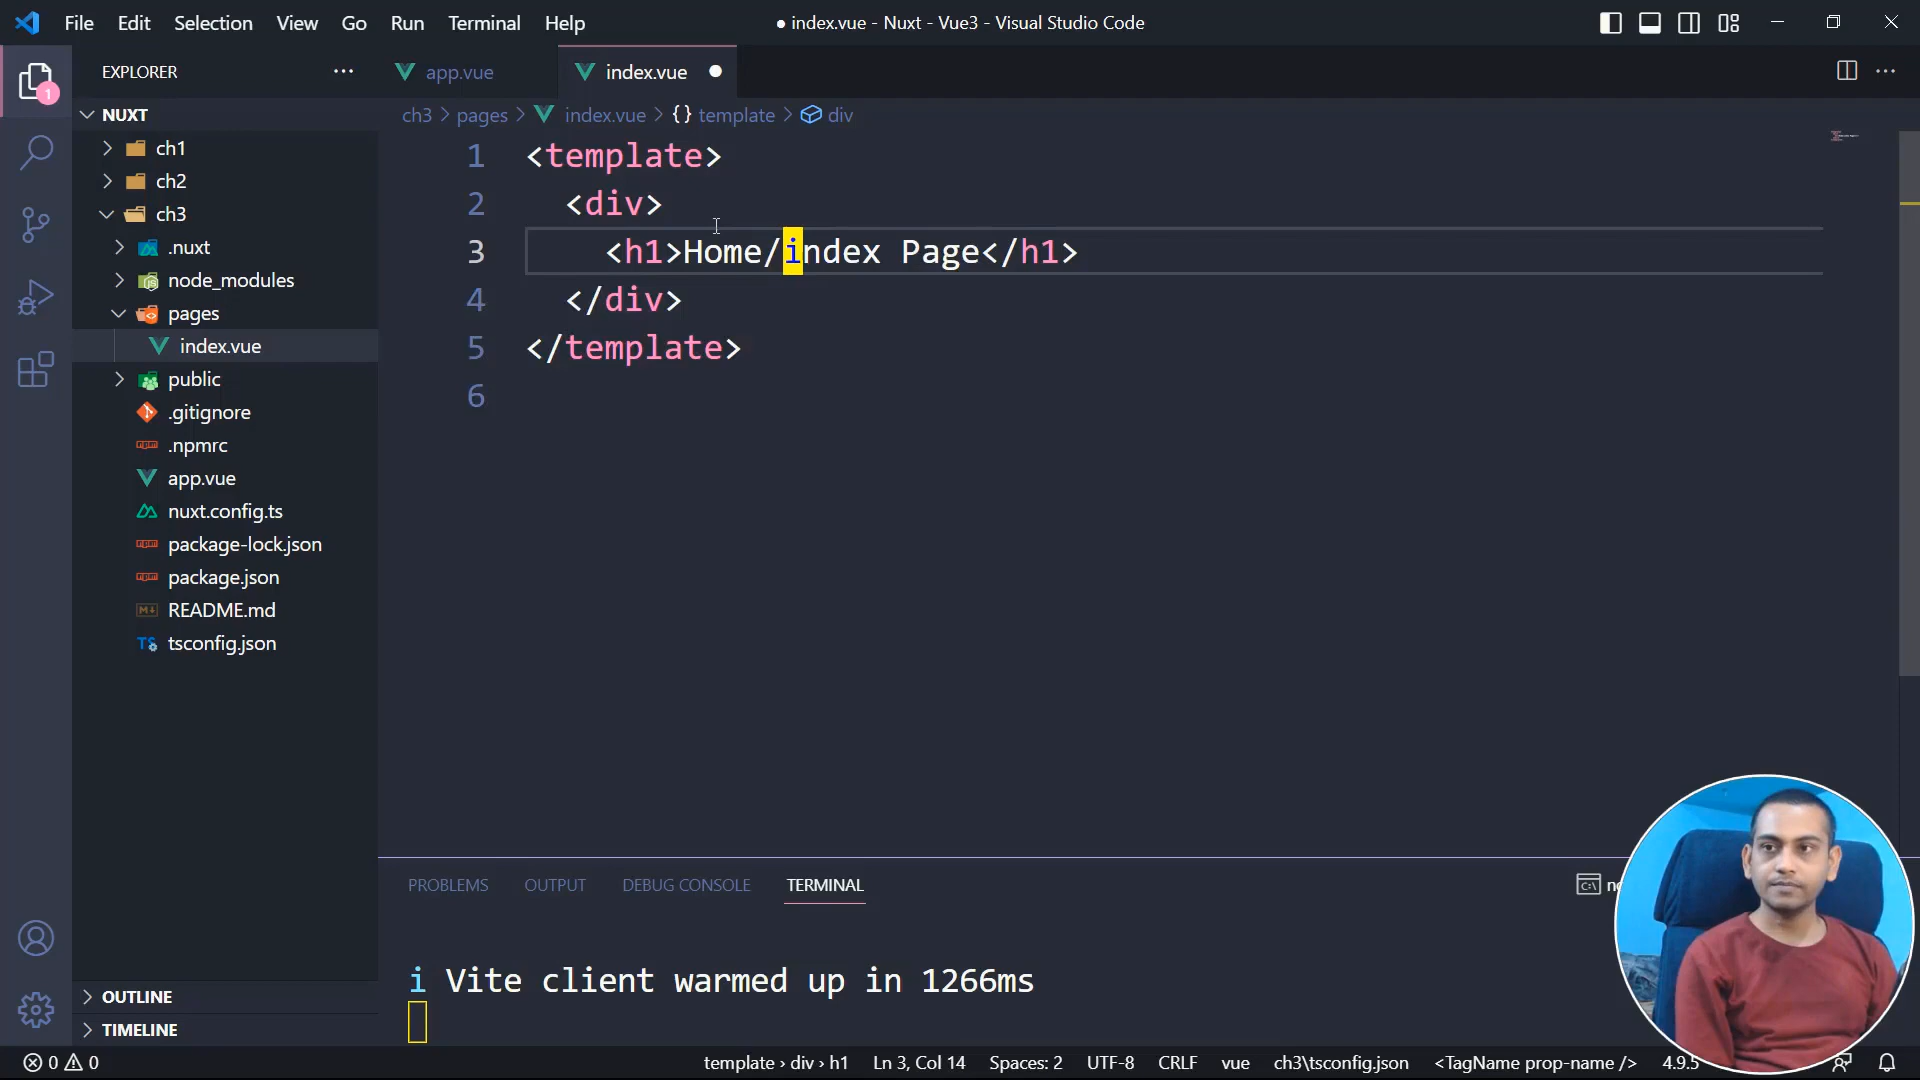 File Edit Selection View Go Run Terminal Help
● index.vue - Nuxt - Vue3 - Visual Studio Code
EXPLORER
app.vue
index.vue
1
NUXT
ch1
ch2
ch3
.nuxt
node_modules
pages
index.vue
public
.gitignore
.npmrc
app.vue
nuxt.config.ts
package-lock.json
package.json
README.md
tsconfig.json
OUTLINE
TIMELINE
ch3 > pages > index.vue > {} template > div
1 <template>
2 <div>
3 <h1>Home/index Page</h1>
4 </div>
5 </template>
6
PROBLEMS OUTPUT DEBUG CONSOLE TERMINAL
i Vite client warmed up in 1266ms
0 0 template › div › h1 Ln 3, Col 14 Spaces: 2 UTF-8 CRLF vue ch3\tsconfig.json <TagName prop-name /> 4.9.5